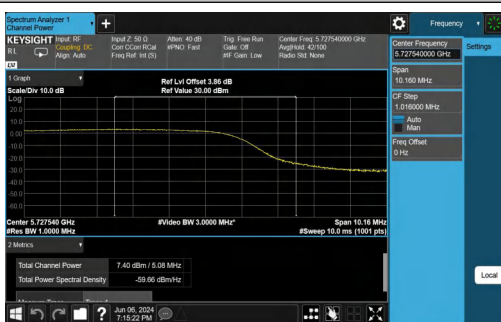 Spectrum Analyzer 1
Channel Power
Frequency
KEYSIGHT
Input: RF
R L
Coupling: DC
Align: Auto
Input Z: 50 Ω
Corr CCorr RCal
Freq Ref: Int (S)
Atten: 40 dB
#PNO: Fast
Trig: Free Run
Gate: Off
#IF Gain: Low
Center Freq: 5.727540000 GHz
Avg|Hold: 42/100
Radio Std: None
LXI
1 Graph
Scale/Div 10.0 dB
Ref Lvl Offset 3.86 dB
Ref Value 30.00 dBm
Log
20.0
10.0
0.00
-10.0
-20.0
-30.0
-40.0
-50.0
-60.0
Center 5.727540 GHz
#Res BW 1.0000 MHz
#Video BW 3.0000 MHz*
Span 10.16 MHz
#Sweep 10.0 ms (1001 pts)
2 Metrics
Total Channel Power 7.40 dBm / 5.08 MHz
Total Power Spectral Density -59.66 dBm/Hz
Center Frequency
5.727540000 GHz
Settings
Span
10.160 MHz
CF Step
1.016000 MHz
Auto
Man
Freq Offset
0 Hz
Local
Jun 06, 2024
7:15:22 PM